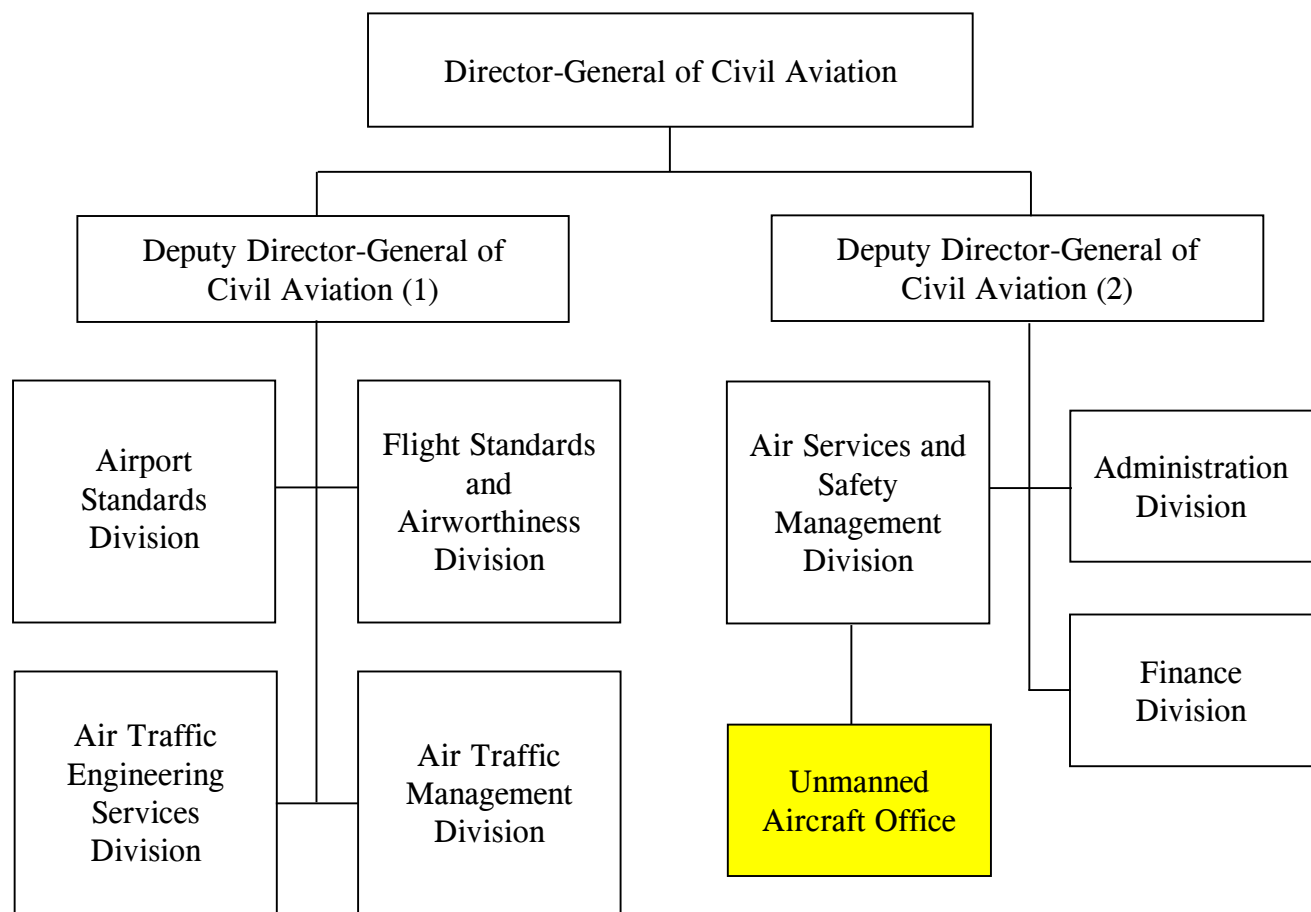 Director-General of Civil Aviation
Deputy Director-General of
Civil Aviation (1)
Deputy Director-General of
Civil Aviation (2)
Airport
Standards
Division
Flight Standards
and
Airworthiness
Division
Air Services and
Safety
Management
Division
Administration
Division
Air Traffic
Engineering
Services
Division
Air Traffic
Management
Division
Unmanned
Aircraft Office
Finance
Division